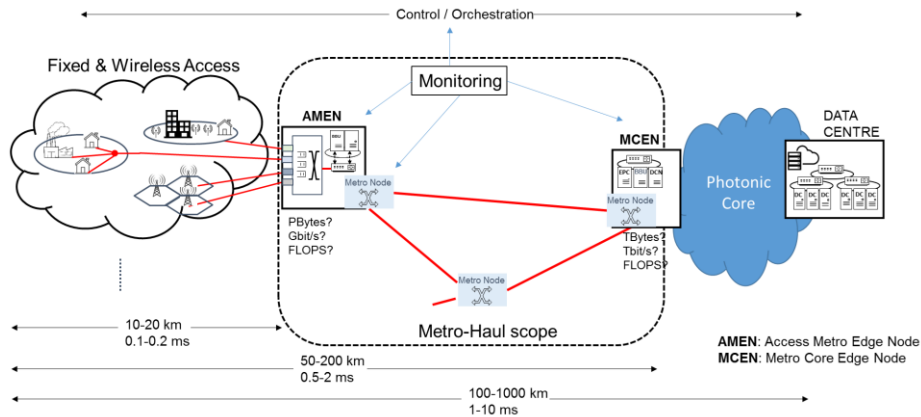 Control / Orchestration
Fixed & Wireless Access
Monitoring
AMEN
MCEN
DATA
CENTRE
EPC
BBU
DCN
Metro Node
Metro Node
Photonic
Core
DC
DC
DC
DC
DC
DC
PBytes?
Gbit/s?
FLOPS?
TBytes?
Tbit/s?
FLOPS?
Metro Node
Metro-Haul scope
10-20 km
0.1-0.2 ms
AMEN: Access Metro Edge Node
MCEN: Metro Core Edge Node
50-200 km
0.5-2 ms
100-1000 km
1-10 ms